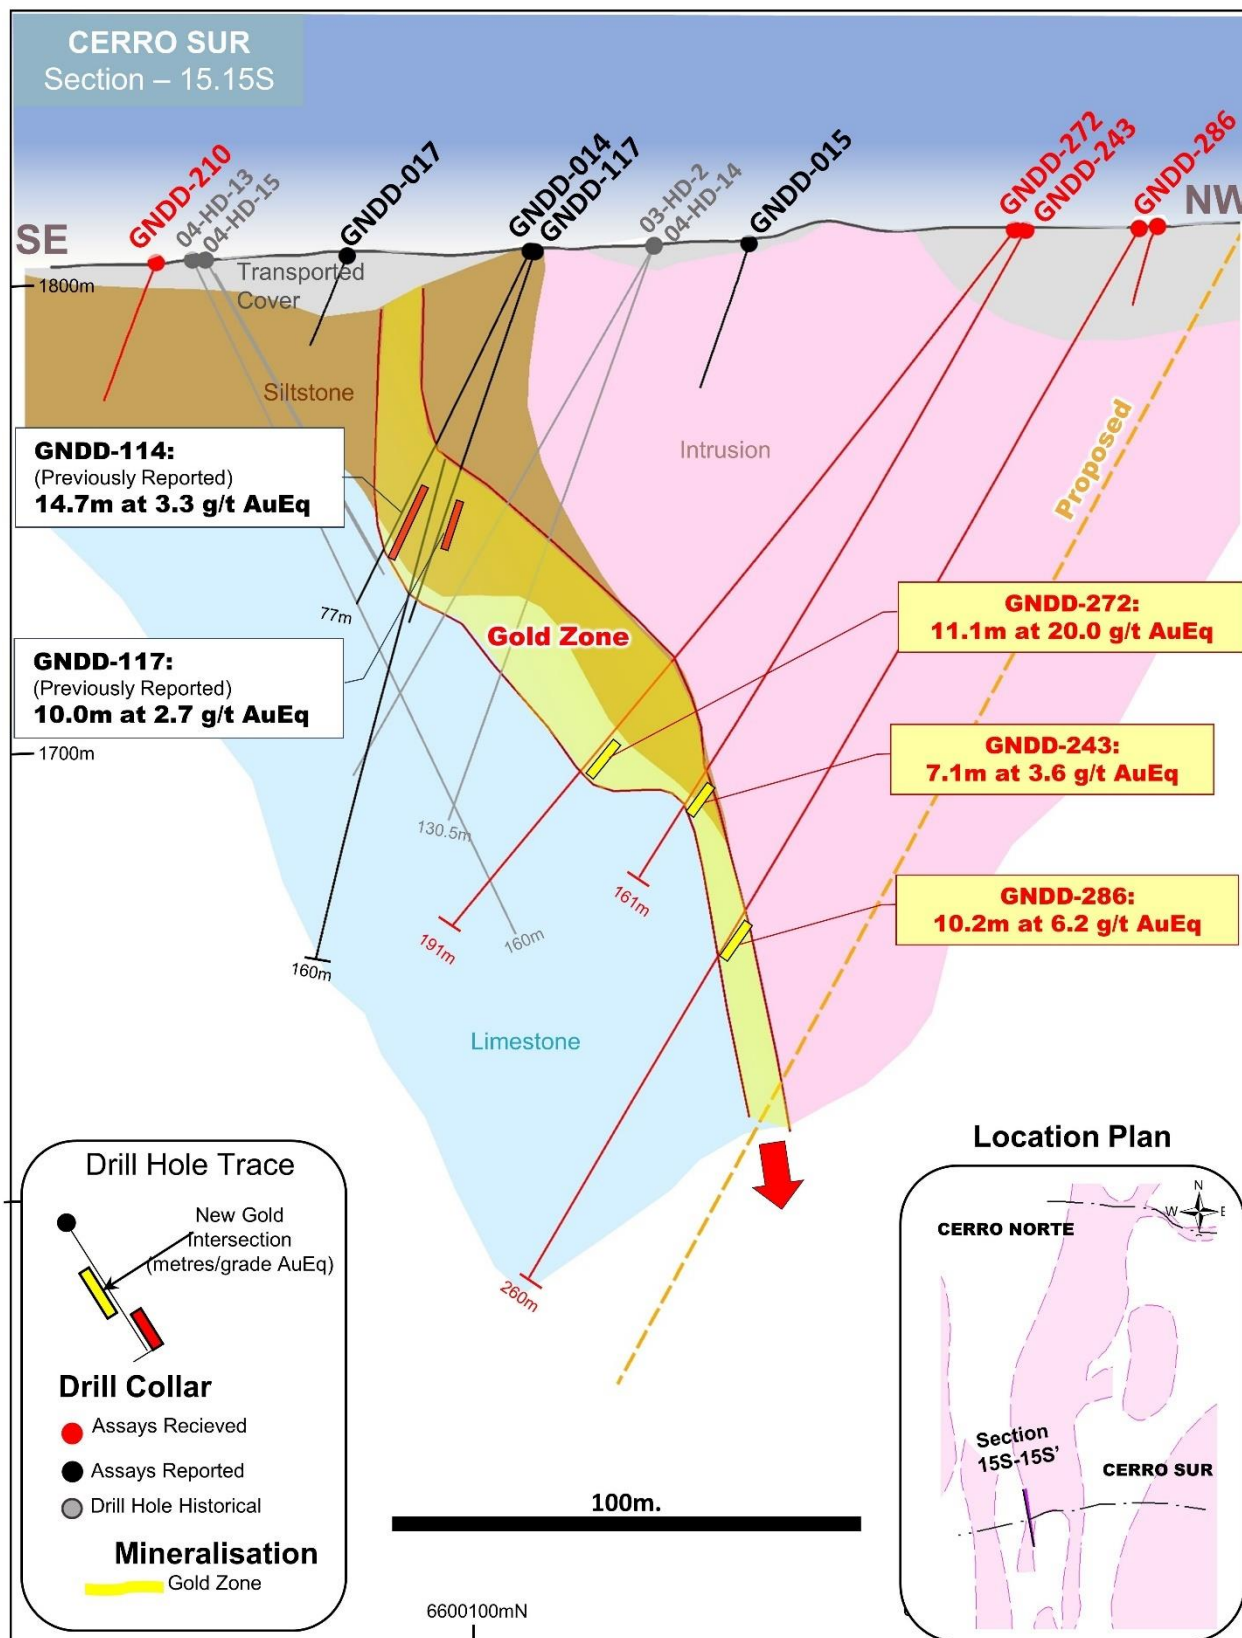 CERRO SUR
Section – 15.15S
GNDD-210
04-HD-13
04-HD-15
GNDD-017
GNDD-014
GNDD-117
03-HD-2
04-HD-14
GNDD-015
GNDD-272
GNDD-243
GNDD-286
SE
NW
Transported
Cover
1800m
Siltstone
Intrusion
Proposed
GNDD-114:
(Previously Reported)
14.7m at 3.3 g/t AuEq
77m
GNDD-272:
11.1m at 20.0 g/t AuEq
Gold Zone
GNDD-117:
(Previously Reported)
10.0m at 2.7 g/t AuEq
1700m
GNDD-243:
7.1m at 3.6 g/t AuEq
130.5m
161m
GNDD-286:
10.2m at 6.2 g/t AuEq
191m
160m
160m
Limestone
260m
Drill Hole Trace
New Gold
Intersection
(metres/grade AuEq)
Drill Collar
Assays Recieved
Assays Reported
Drill Hole Historical
Mineralisation
Gold Zone
100m.
6600100mN
Location Plan
N
W
E
CERRO NORTE
Section
15S-15S'
CERRO SUR